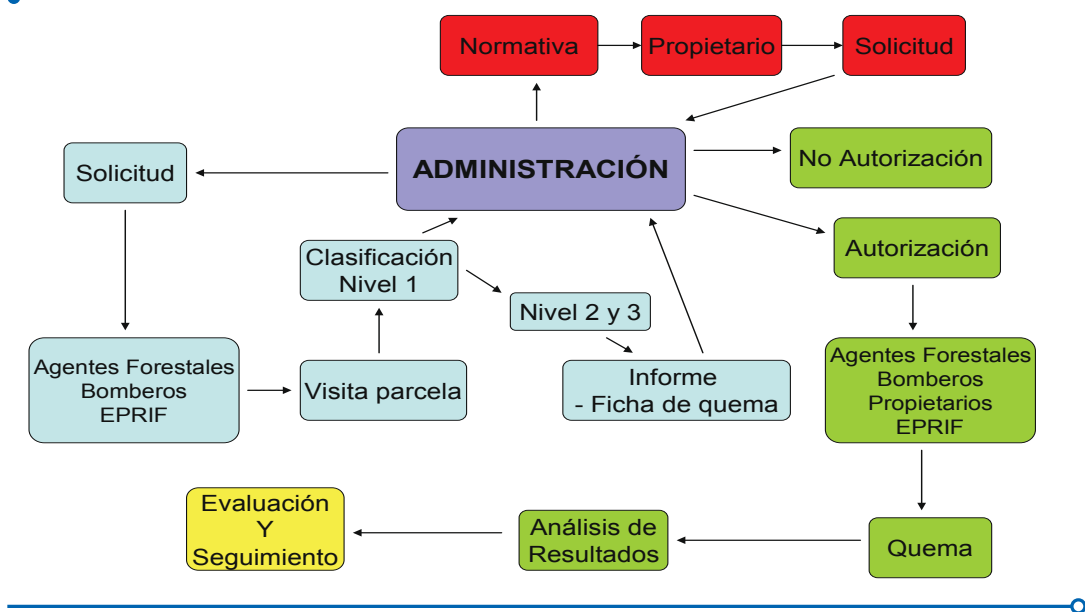 Normativa
Propietario
Solicitud
ADMINISTRACIÓN
No Autorización
Solicitud
Autorización
Clasificación
Nivel 1
Nivel 2 y 3
Agentes Forestales
Bomberos
EPRIF
Visita parcela
Informe
- Ficha de quema
Agentes Forestales
Bomberos
Propietarios
EPRIF
Evaluación
Y
Seguimiento
Análisis de
Resultados
Quema